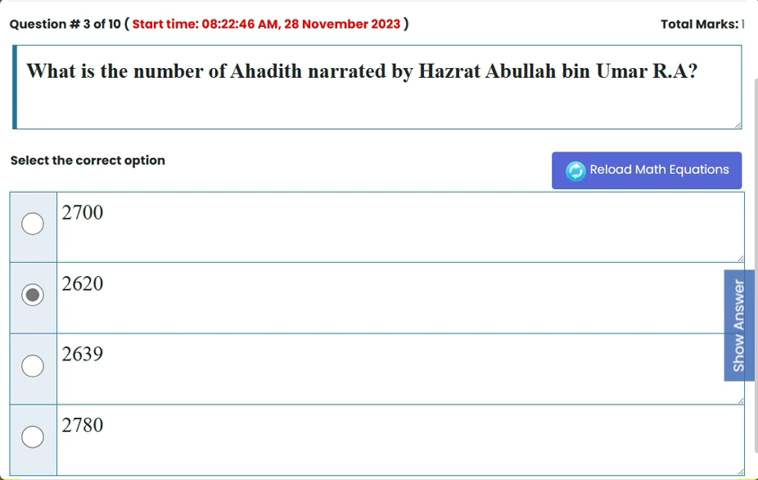 Question # 3 of 10 ( Start time: 08:22:46 AM, 28 November 2023 ) Total Marks: 1
What is the number of Ahadith narrated by Hazrat Abullah bin Umar R.A?
Select the correct option
Reload Math Equations
2700
2620
2639
2780
Show Answer